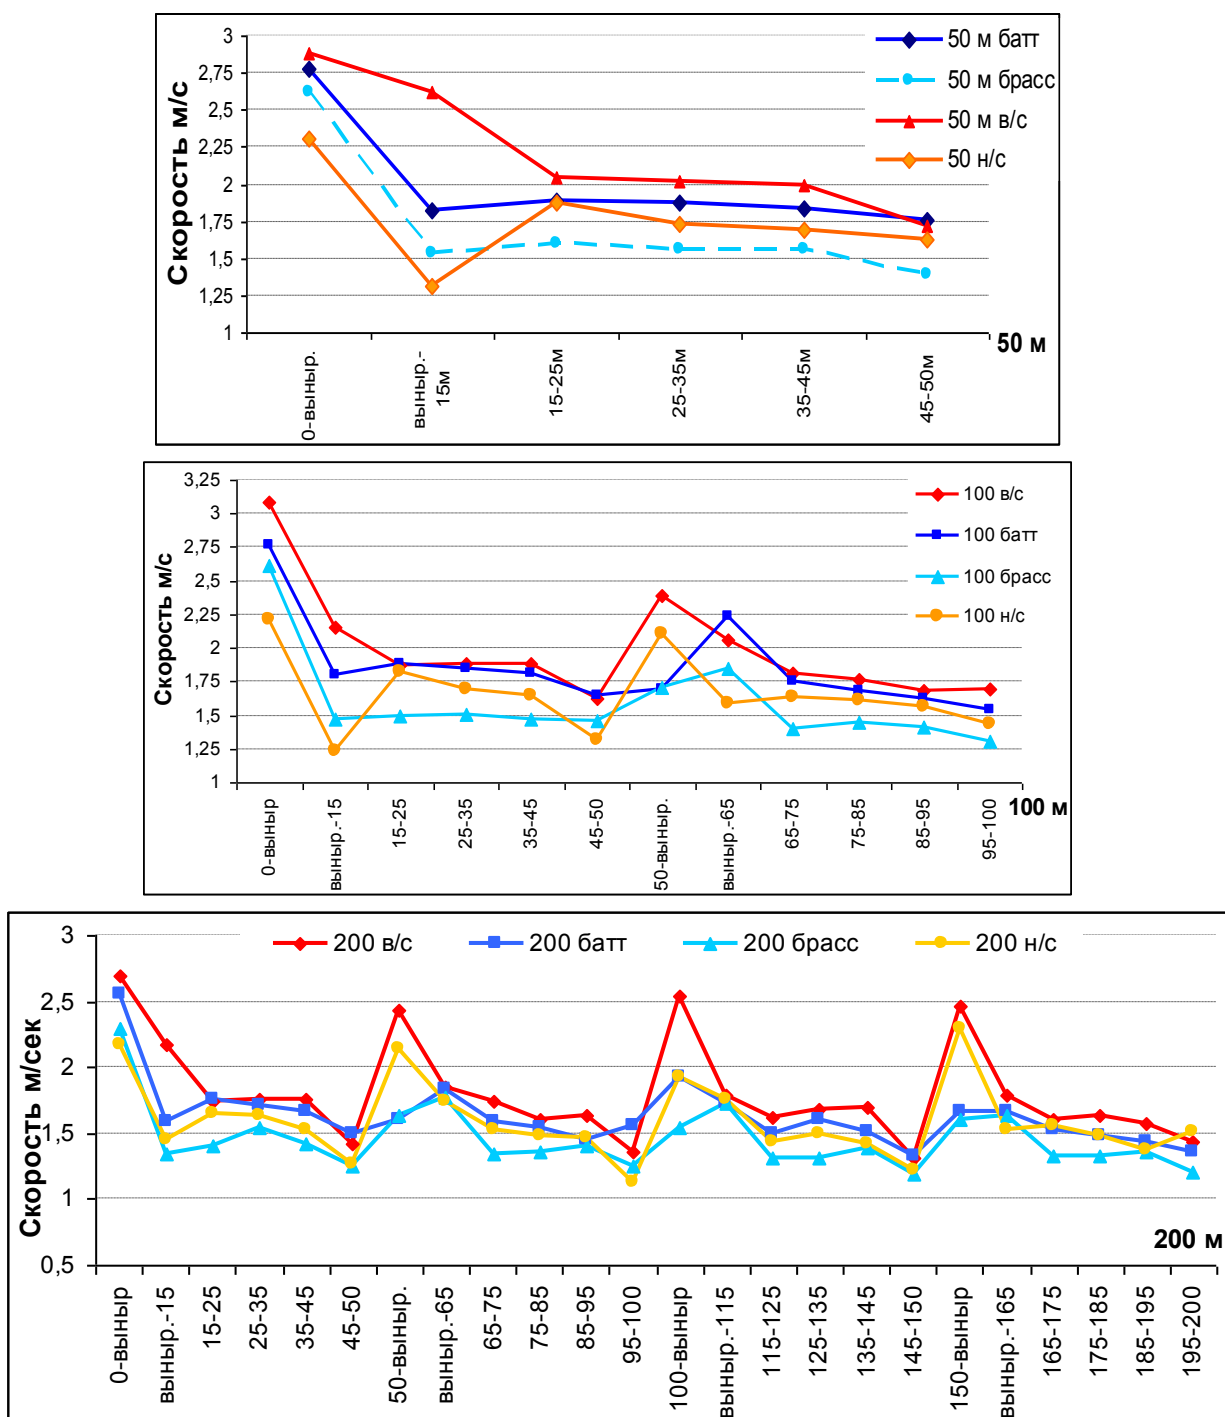 Скорость м/с
3
2,75
2,5
2,25
2
1,75
1,5
1,25
1
50 м батт
50 м брасс
50 м в/с
50 н/с
0-выныр.
выныр.-
15м
15-25м
25-35м
35-45м
45-50м
50 м
Скорость м/с
3,25
3
2,75
2,5
2,25
2
1,75
1,5
1,25
1
100 в/с
100 батт
100 брасс
100 н/с
0-выныр
выныр.-15
15-25
25-35
35-45
45-50
50-выныр.
выныр.-65
65-75
75-85
85-95
95-100
100 м
Скорость м/сек
3
2,5
2
1,5
1
0,5
200 в/с
200 батт
200 брасс
200 н/с
200 м
0-выныр
выныр.-15
15-25
25-35
35-45
45-50
50-выныр.
выныр.-65
65-75
75-85
85-95
95-100
100-выныр
выныр.-115
115-125
125-135
135-145
145-150
150-выныр
выныр.-165
165-175
175-185
185-195
195-200